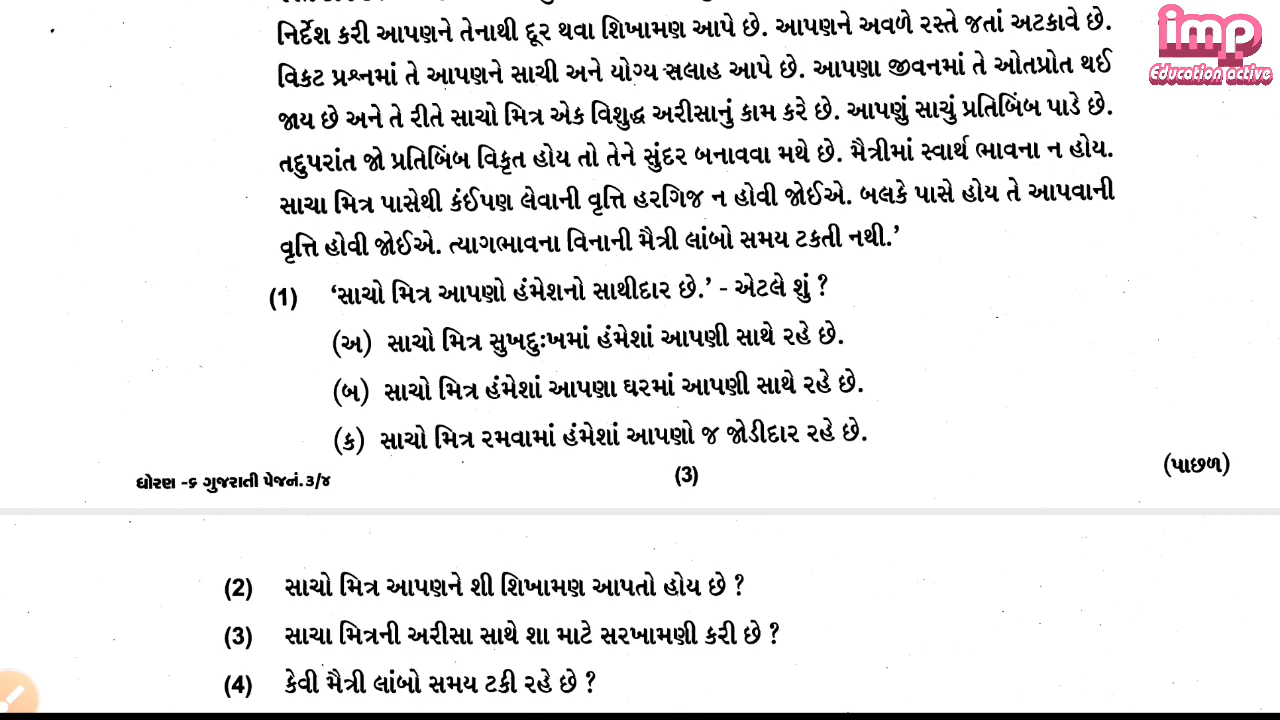 imp
Education active
નિર્દેશ કરી આપણને તેનાથી દૂર થવા શિખામણ આપે છે. આપણને અવળે રસ્તે જતાં અટકાવે છે.
વિકટ પ્રશ્નમાં તે આપણને સાચી અને યોગ્ય સલાહ આપે છે. આપણા જીવનમાં તે ઓતપ્રોત થઈ
જાય છે અને તે રીતે સાચો મિત્ર એક વિશુદ્ધ અરીસાનું કામ કરે છે. આપણું સાચું પ્રતિબિંબ પાડે છે.
તદુપરાંત જો પ્રતિબિંબ વિકૃત હોય તો તેને સુંદર બનાવવા મથે છે. મૈત્રીમાં સ્વાર્થ ભાવના ન હોય.
સાચા મિત્ર પાસેથી કંઈપણ લેવાની વૃત્તિ હરગિજ ન હોવી જોઈએ. બલકે પાસે હોય તે આપવાની
વૃત્તિ હોવી જોઈએ. ત્યાગભાવના વિનાની મૈત્રી લાંબો સમય ટકતી નથી.’
(1) ‘સાચો મિત્ર આપણો હંમેશનો સાથીદાર છે.’ - એટલે શું ?
(અ) સાચો મિત્ર સુખદુઃખમાં હંમેશાં આપણી સાથે રહે છે.
(બ) સાચો મિત્ર હંમેશાં આપણા ઘરમાં આપણી સાથે રહે છે.
(ક) સાચો મિત્ર રમવામાં હંમેશાં આપણો જ જોડીદાર રહે છે.
(પાછળ)
ધોરણ -૬ ગુજરાતી પેજનં.૩/૪ (3)
(2) સાચો મિત્ર આપણને શી શિખામણ આપતો હોય છે ?
(3) સાચા મિત્રની અરીસા સાથે શા માટે સરખામણી કરી છે ?
(4) કેવી મૈત્રી લાંબો સમય ટકી રહે છે ?